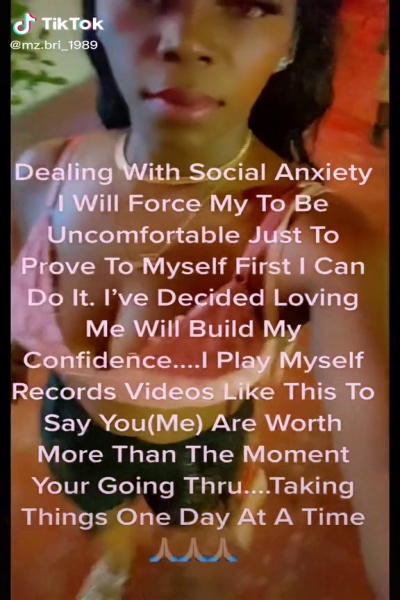 TikTok
@mz.bri_1989
Dealing With Social Anxiety
I Will Force My To Be
Uncomfortable Just To
Prove To Myself First I Can
Do It. I've Decided Loving
Me Will Build My
Confidence....I Play Myself
Records Videos Like This To
Say You(Me) Are Worth
More Than The Moment
Your Going Thru....Taking
Things One Day At A Time
🙏🏽🙏🏽🙏🏽